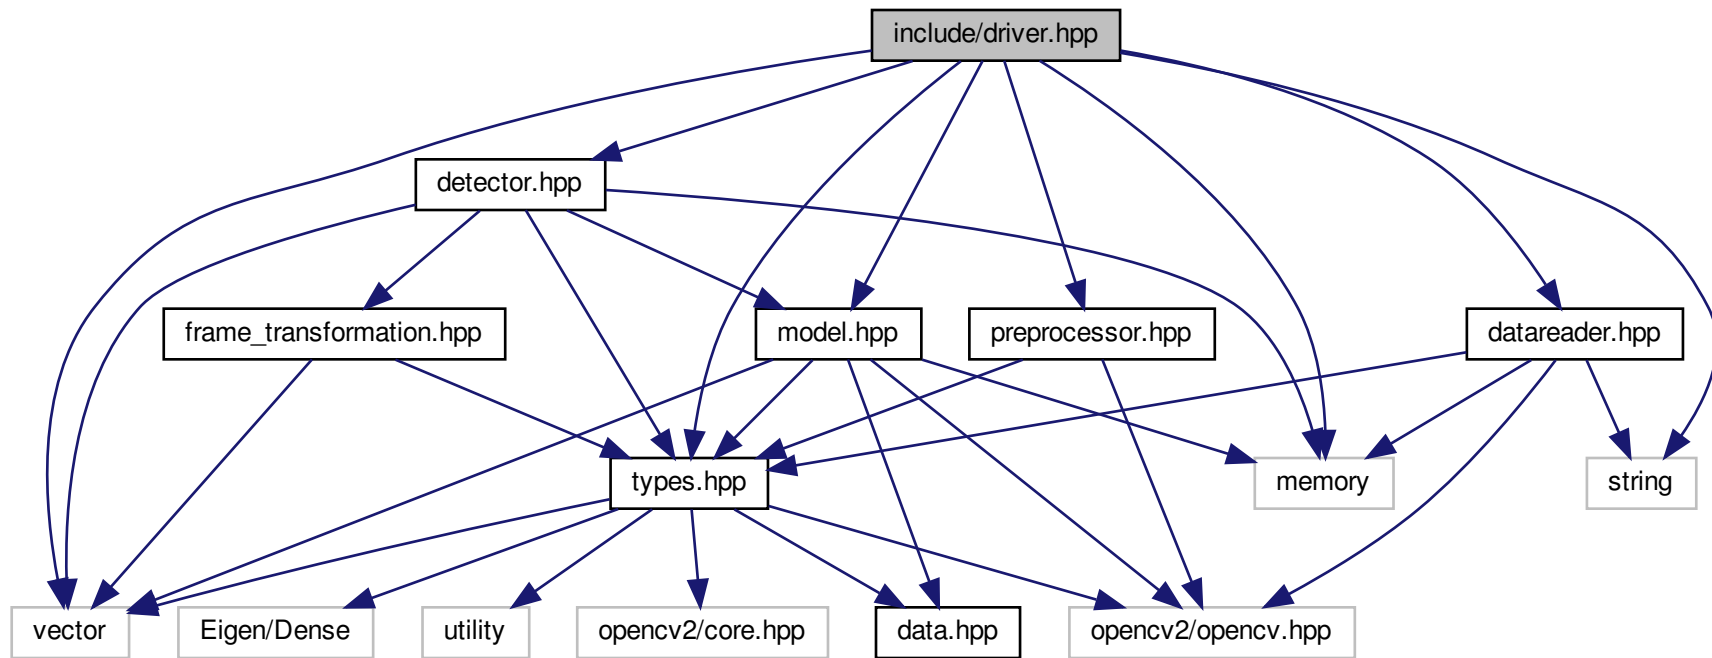 include/driver.hpp
detector.hpp
frame_transformation.hpp
model.hpp
preprocessor.hpp
datareader.hpp
types.hpp
memory
string
vector
Eigen/Dense
utility
opencv2/core.hpp
data.hpp
opencv2/opencv.hpp